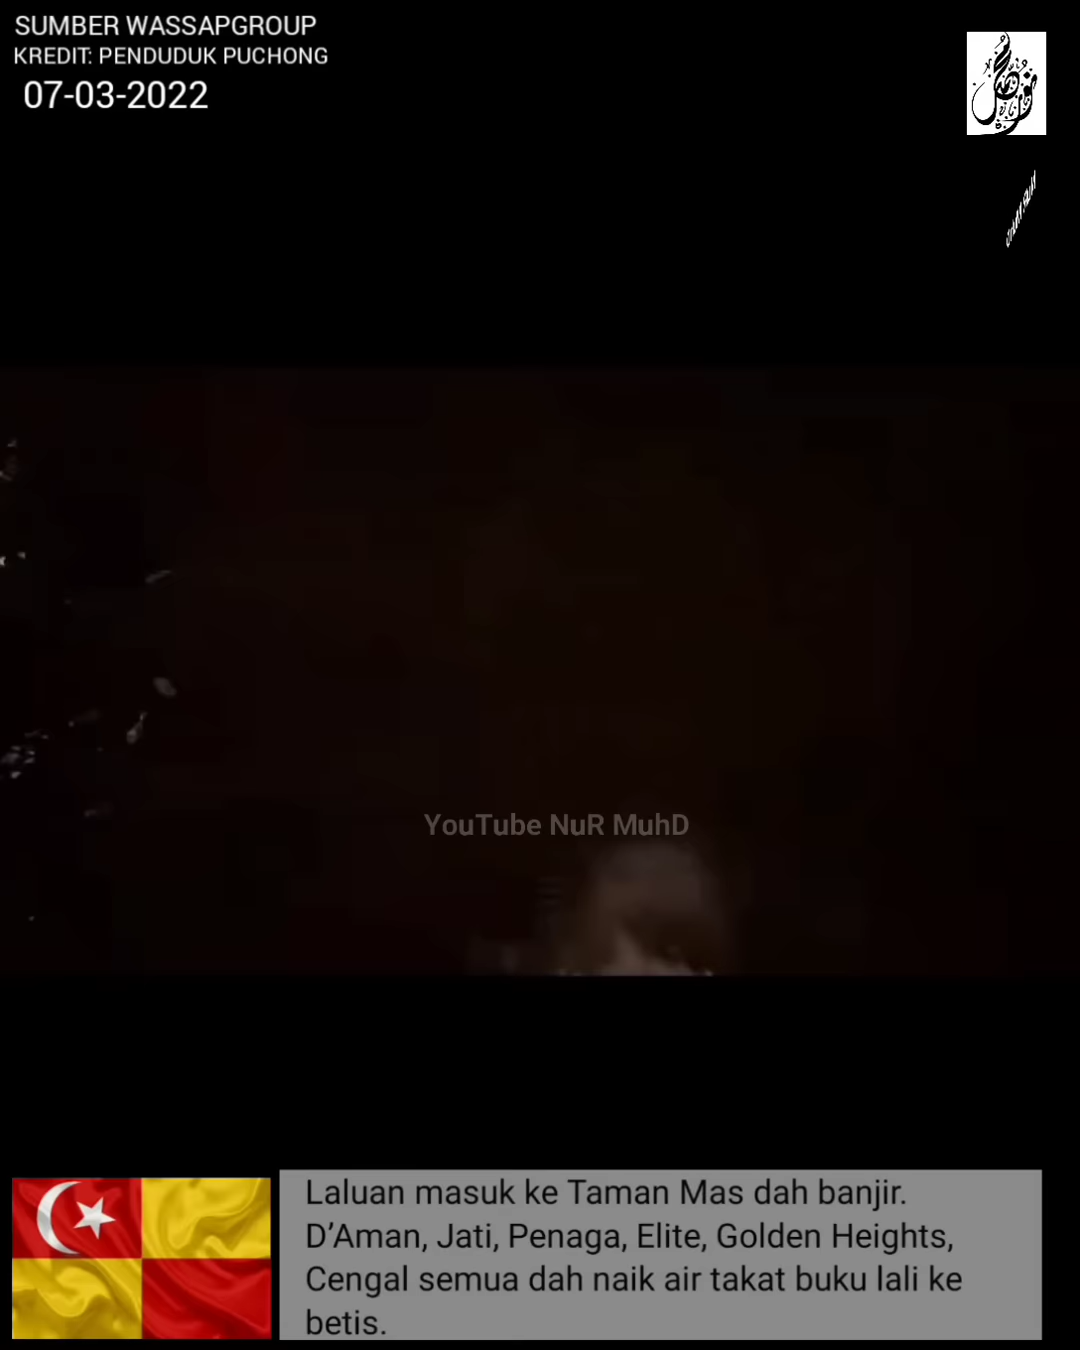 SUMBER WASSAPGROUP
KREDIT: PENDUDUK PUCHONG
07-03-2022
YouTube NuR MuhD
Laluan masuk ke Taman Mas dah banjir.
D’Aman, Jati, Penaga, Elite, Golden Heights,
Cengal semua dah naik air takat buku lali ke
betis.